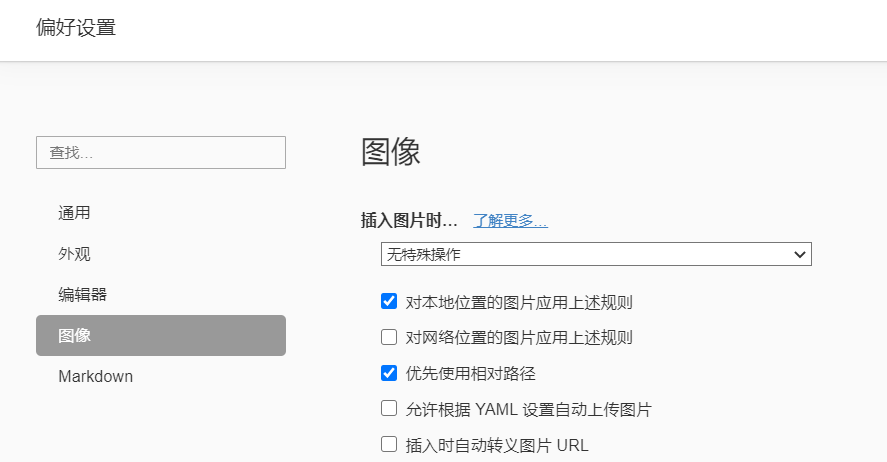 偏好设置
查找...
通用
外观
编辑器
图像
Markdown
图像
插入图片时... 了解更多...
无特殊操作
对本地位置的图片应用上述规则
对网络位置的图片应用上述规则
优先使用相对路径
允许根据 YAML 设置自动上传图片
插入时自动转义图片 URL